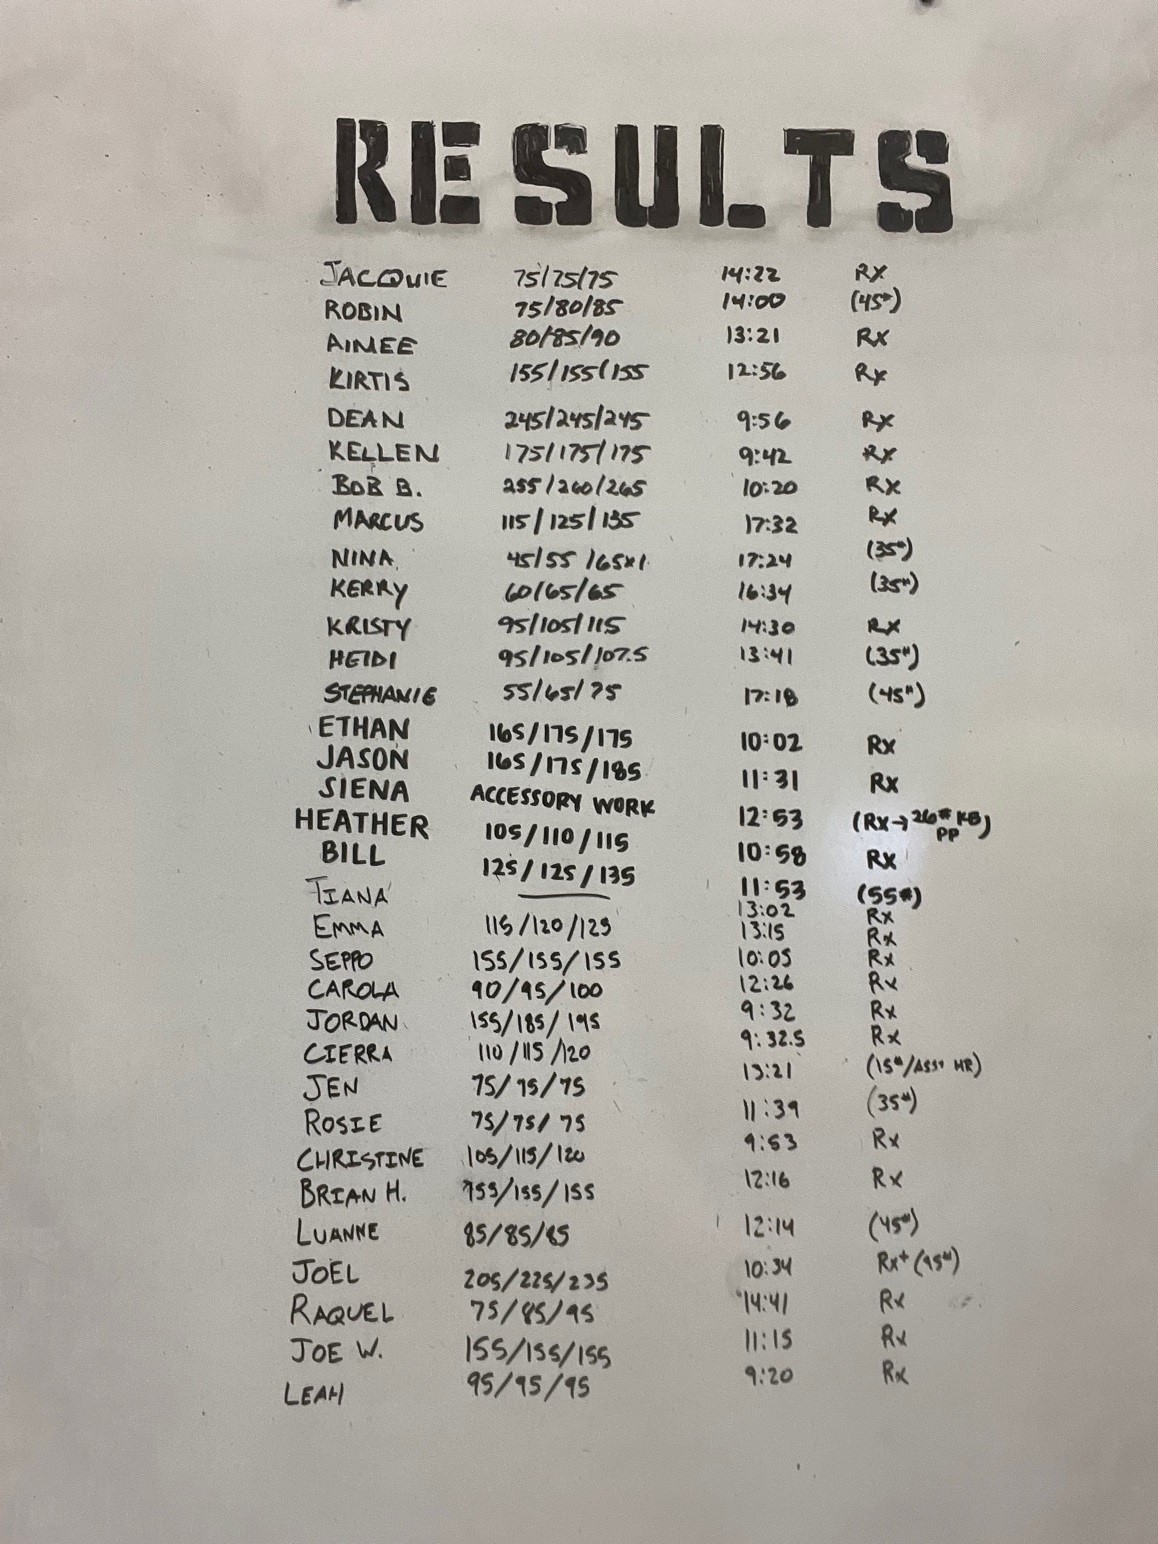 RESULTS
JACQUIE 75/75/75 14:22 RX
ROBIN 75/80/85 14:00 (45#)
AIMEE 80/85/90 13:21 RX
KIRTIS 155/155/155 12:56 RX
DEAN 245/245/245 9:56 RX
KELLEN 175/175/175 9:42 RX
BOB B. 255/260/265 10:20 RX
MARCUS 115/125/135 17:32 RX
NINA 45/55/65x1 17:24 (35#)
KERRY 60/65/65 16:34 (35#)
KRISTY 95/105/115 14:30 RX
HEIDI 95/105/107.5 13:41 (35#)
STEPHANIE 55/65/75 17:18 (45#)
ETHAN 165/175/175 10:02 RX
JASON 165/175/185 11:31 RX
SIENA ACCESSORY WORK 12:53 (RX→26# KB PP)
HEATHER 105/110/115 10:58 RX
BILL 125/125/135 11:53 (55#)
TIANA — 13:02 Rx
EMMA 115/120/125 13:15 Rx
SEPPO 155/155/155 10:05 Rx
CAROLA 90/95/100 12:26 Rx
JORDAN 155/185/195 9:32 Rx
CIERRA 110/115/120 9:32.5 Rx
JEN 75/75/75 13:21 (15#/ASST HR)
ROSIE 75/75/75 11:39 (35#)
CHRISTINE 105/115/120 9:53 Rx
BRIAN H. 155/155/155 12:16 Rx
LUANNE 85/85/85 12:14 (45#)
JOEL 205/225/235 10:34 Rx+ (95#)
RAQUEL 75/85/95 14:41 Rx
JOE W. 155/155/155 11:15 Rx
LEAH 95/95/95 9:20 Rx